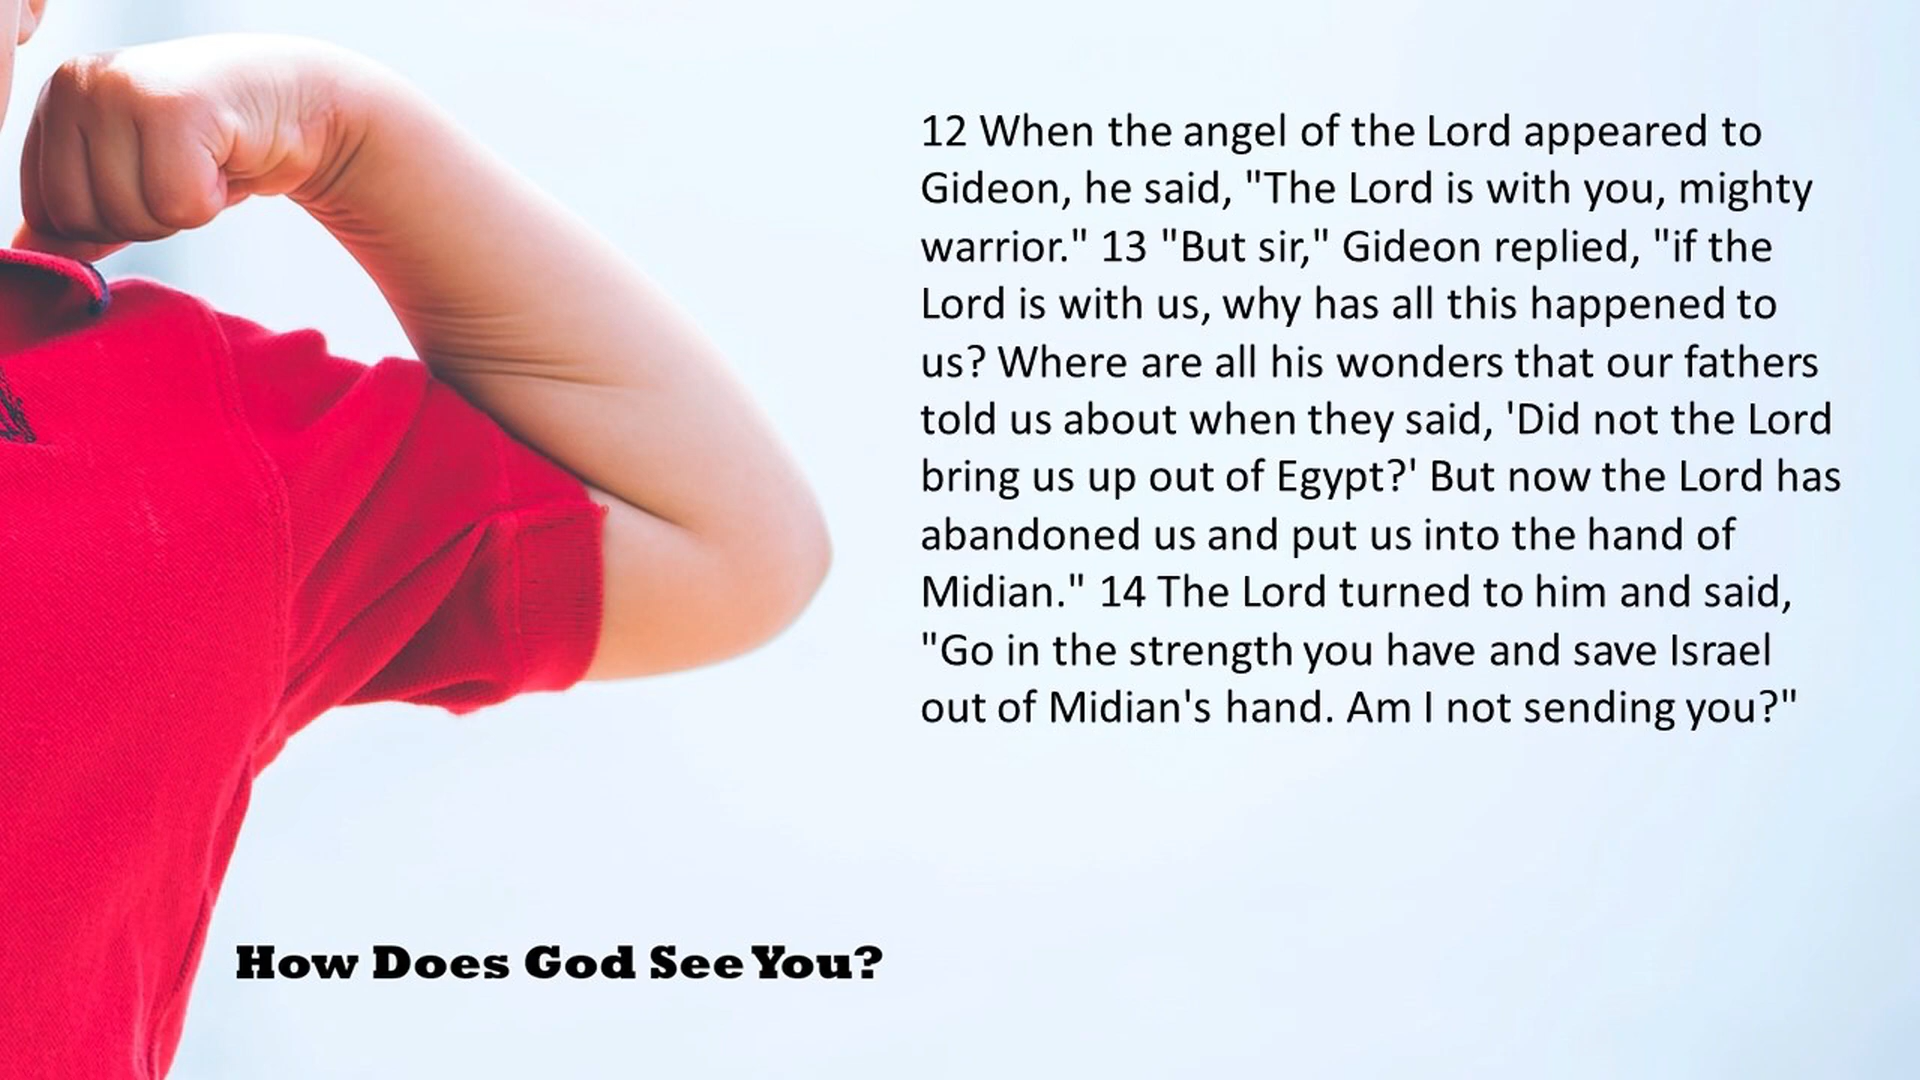 12 When the angel of the Lord appeared to
Gideon, he said, "The Lord is with you, mighty
warrior." 13 "But sir," Gideon replied, "if the
Lord is with us, why has all this happened to
us? Where are all his wonders that our fathers
told us about when they said, 'Did not the Lord
bring us up out of Egypt?' But now the Lord has
abandoned us and put us into the hand of
Midian." 14 The Lord turned to him and said,
"Go in the strength you have and save Israel
out of Midian's hand. Am I not sending you?"
How Does God See You?